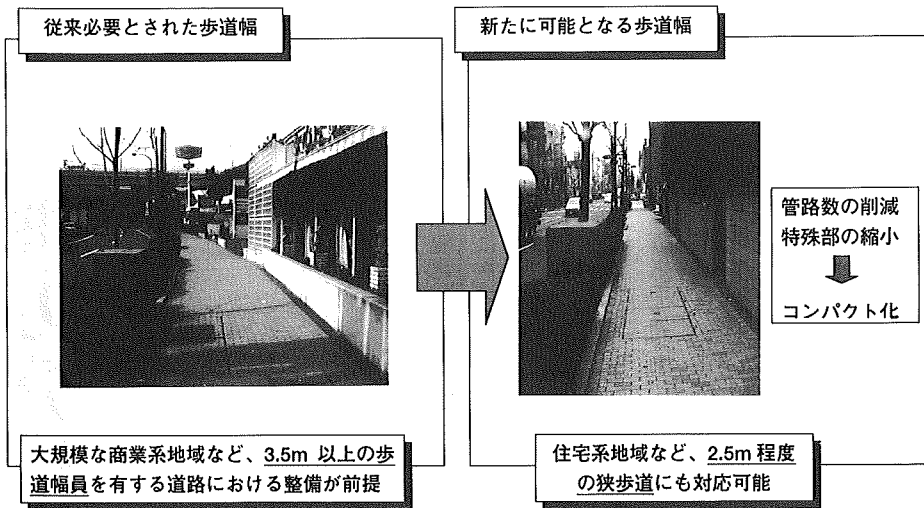 従来必要とされた歩道幅
新たに可能となる歩道幅
管路数の削減
特殊部の縮小
コンパクト化
大規模な商業系地域など、3.5m 以上の歩
道幅員を有する道路における整備が前提
住宅系地域など、2.5m 程度
の狭歩道にも対応可能